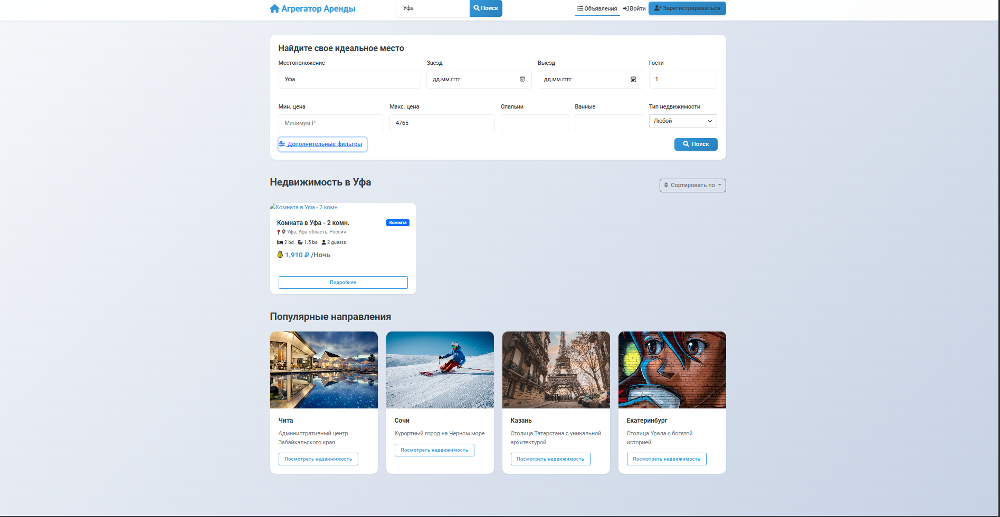 Агрегатор Аренды
Уфа
Поиск
Объявления
Войти
Зарегистрироваться
Найдите свое идеальное место
Местоположение
Заезд
Выезд
Гости
Уфа
дд.мм.гггг
дд.мм.гггг
1
Мин. цена
Макс. цена
Спальни
Ванные
Тип недвижимости
Минимум ₽
4765
Любой
Дополнительные фильтры
Поиск
Недвижимость в Уфа
Сортировать по
Комната в Уфа - 2 комн.
Комната в Уфа - 2 комн.
Комната
Уфа, Уфа область, Россия
2 bd 1.5 ba 2 guests
1,910 ₽ /Ночь
Подробнее
Популярные направления
Чита
Административный центр
Забайкальского края
Посмотреть недвижимость
Сочи
Курортный город на Черном море
Посмотреть недвижимость
Казань
Столица Татарстана с уникальной
архитектурой
Посмотреть недвижимость
Екатеринбург
Столица Урала с богатой
историей
Посмотреть недвижимость